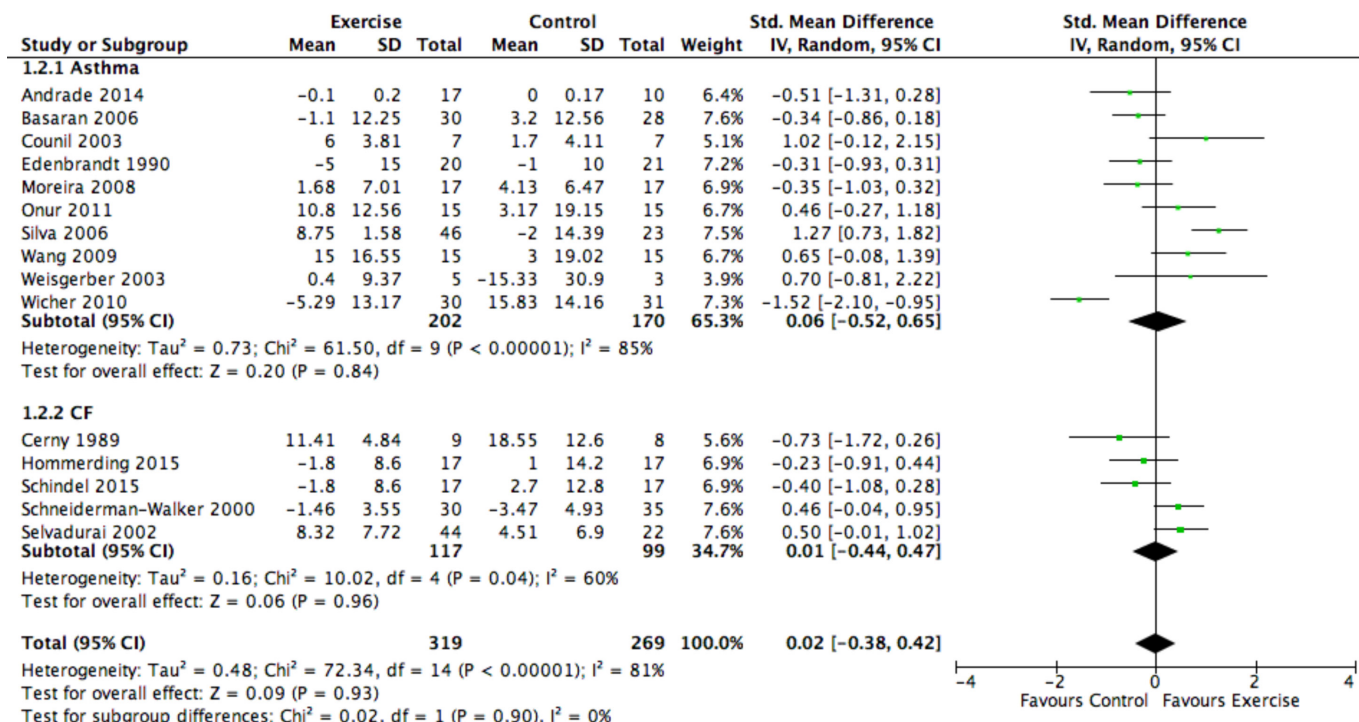 Exercise Control Std. Mean Difference Std. Mean Difference
Study or Subgroup Mean SD Total Mean SD Total Weight IV, Random, 95% CI IV, Random, 95% CI
1.2.1 Asthma
Andrade 2014 −0.1 0.2 17 0 0.17 10 6.4% −0.51 [−1.31, 0.28]
Basaran 2006 −1.1 12.25 30 3.2 12.56 28 7.6% −0.34 [−0.86, 0.18]
Counil 2003 6 3.81 7 1.7 4.11 7 5.1% 1.02 [−0.12, 2.15]
Edenbrandt 1990 −5 15 20 −1 10 21 7.2% −0.31 [−0.93, 0.31]
Moreira 2008 1.68 7.01 17 4.13 6.47 17 6.9% −0.35 [−1.03, 0.32]
Onur 2011 10.8 12.56 15 3.17 19.15 15 6.7% 0.46 [−0.27, 1.18]
Silva 2006 8.75 1.58 46 −2 14.39 23 7.5% 1.27 [0.73, 1.82]
Wang 2009 15 16.55 15 3 19.02 15 6.6% 0.65 [−0.08, 1.39]
Weisgerber 2003 0.4 9.37 5 −15.33 30.9 3 3.9% 0.70 [−0.81, 2.22]
Wicher 2010 −5.29 13.17 30 15.83 14.16 31 7.3% −1.52 [−2.10, −0.95]
Subtotal (95% CI) 202 170 65.3% 0.06 [−0.52, 0.65]
Heterogeneity: Tau² = 0.73; Chi² = 61.50, df = 9 (P < 0.00001); I² = 85%
Test for overall effect: Z = 0.20 (P = 0.84)
1.2.2 CF
Cerny 1989 11.41 4.84 9 18.55 12.6 8 5.6% −0.73 [−1.72, 0.26]
Hommerding 2015 −1.8 8.6 17 1 14.2 17 6.9% −0.23 [−0.91, 0.44]
Schindel 2015 −1.8 8.6 17 2.7 12.8 17 6.9% −0.40 [−1.08, 0.28]
Schneiderman−Walker 2000 −1.46 3.55 30 −3.47 4.93 35 7.6% 0.46 [−0.04, 0.95]
Selvadurai 2002 8.32 7.72 44 4.51 6.9 22 7.6% 0.50 [−0.01, 1.02]
Subtotal (95% CI) 117 99 34.7% 0.01 [−0.44, 0.47]
Heterogeneity: Tau² = 0.16; Chi² = 10.02, df = 4 (P = 0.04); I² = 60%
Test for overall effect: Z = 0.06 (P = 0.96)
Total (95% CI) 319 269 100.0% 0.02 [−0.38, 0.42]
Heterogeneity: Tau² = 0.48; Chi² = 72.34, df = 14 (P < 0.00001); I² = 81%
Test for overall effect: Z = 0.09 (P = 0.93)
Test for subgroup differences: Chi² = 0.02, df = 1 (P = 0.90), I² = 0%
−4 −2 0 2 4
Favours Control Favours Exercise